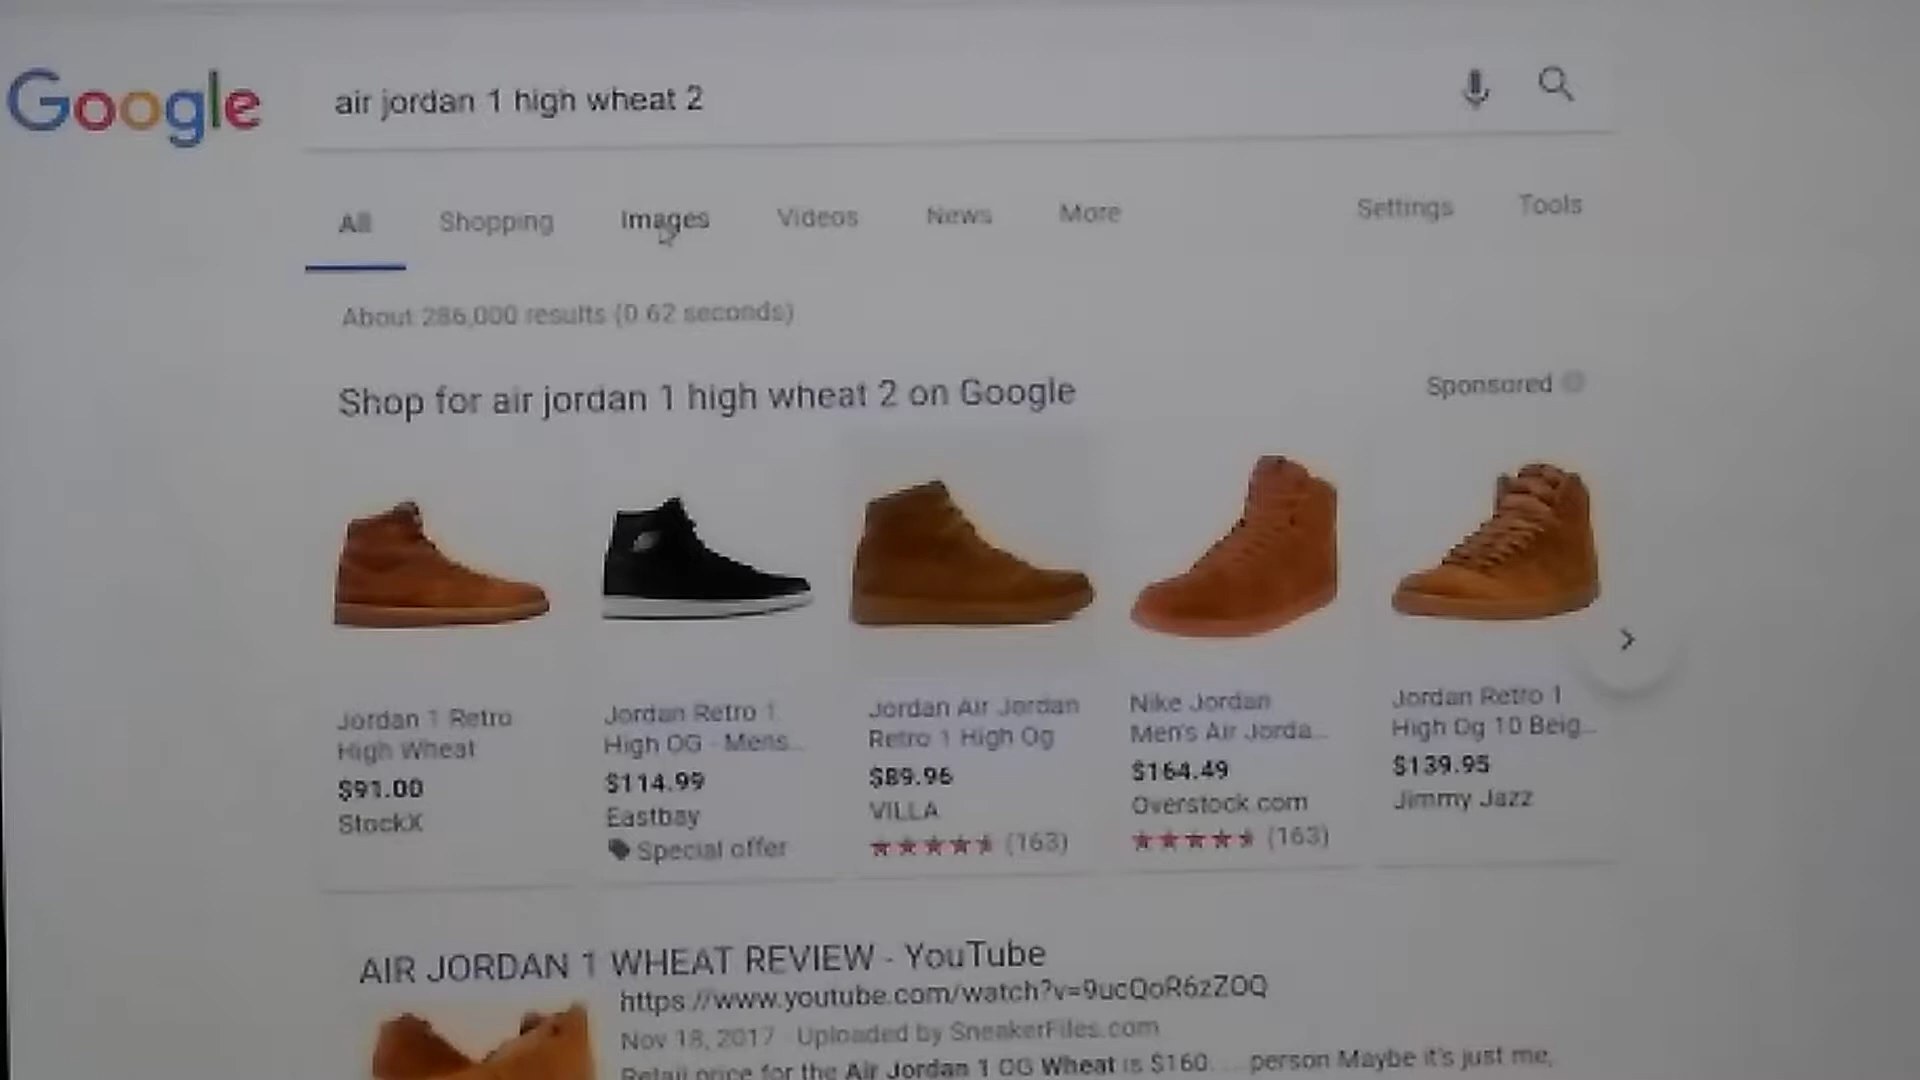 Google
air jordan 1 high wheat 2
All Shopping Images Videos News More Settings Tools
About 286,000 results (0.62 seconds)
Shop for air jordan 1 high wheat 2 on Google
Sponsored
Jordan 1 Retro
High Wheat
$91.00
StockX
Jordan Retro 1
High OG - Mens...
$114.99
Eastbay
Special offer
Jordan Air Jordan
Retro 1 High Og
$89.96
VILLA
(163)
Nike Jordan
Men's Air Jorda...
$164.49
Overstock.com
(163)
Jordan Retro 1
High Og 10 Beig...
$139.95
Jimmy Jazz
AIR JORDAN 1 WHEAT REVIEW - YouTube
https://www.youtube.com/watch?v=9ucQoR6zZOQ
Nov 18, 2017 - Uploaded by SneakerFiles.com
Retail price for the Air Jordan 1 OG Wheat is $160. ... person Maybe it's just me,